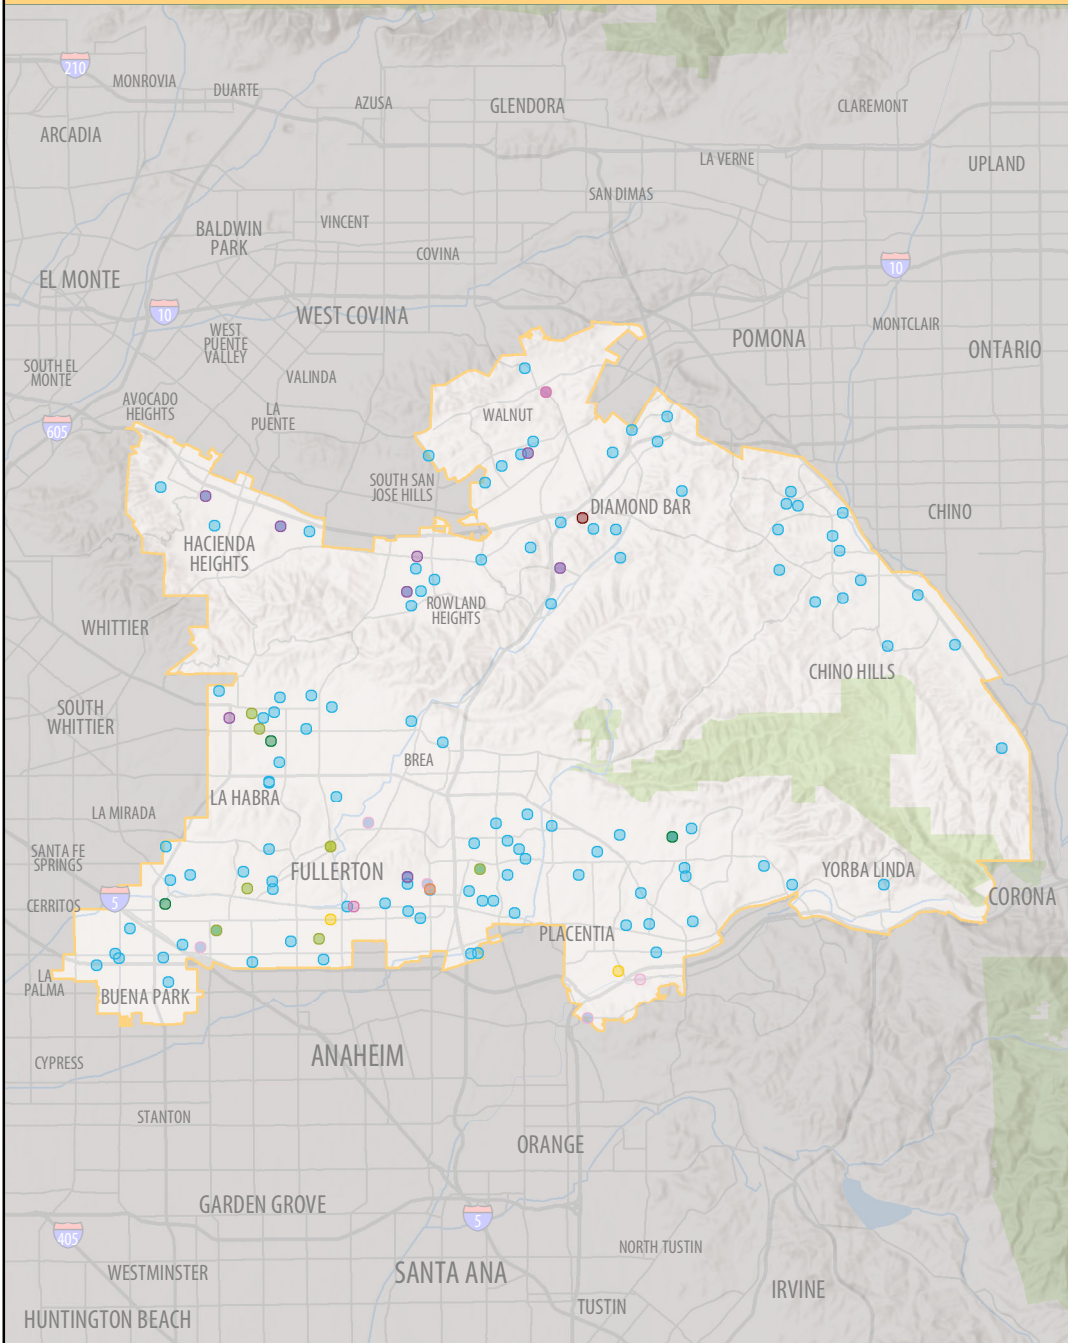 210
MONROVIA
DUARTE
AZUSA
GLENDORA
CLAREMONT
ARCADIA
LA VERNE
UPLAND
SAN DIMAS
BALDWIN
PARK
VINCENT
COVINA
EL MONTE
10
10
WEST COVINA
WEST
PUENTE
VALLEY
POMONA
MONTCLAIR
ONTARIO
SOUTH EL
MONTE
VALINDA
AVOCADO
HEIGHTS
LA
PUENTE
WALNUT
605
SOUTH SAN
JOSE HILLS
DIAMOND BAR
CHINO
HACIENDA
HEIGHTS
ROWLAND
HEIGHTS
WHITTIER
CHINO HILLS
SOUTH
WHITTIER
BREA
LA HABRA
LA MIRADA
SANTA FE
SPRINGS
FULLERTON
YORBA LINDA
CORONA
5
CERRITOS
PLACENTIA
LA
PALMA
BUENA PARK
ANAHEIM
CYPRESS
STANTON
ORANGE
GARDEN GROVE
5
405
NORTH TUSTIN
WESTMINSTER
SANTA ANA
IRVINE
TUSTIN
HUNTINGTON BEACH